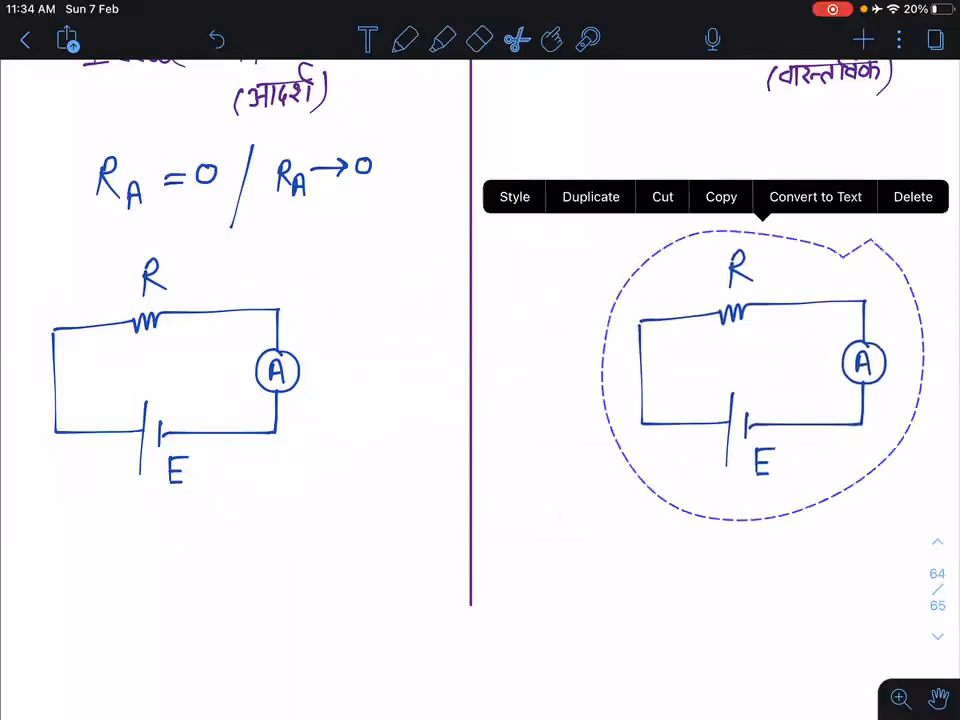 11:34 AM Sun 7 Feb
20%
T
(आदर्श)
(वास्तविक)
R_A = 0 / R_A → 0
Style Duplicate Cut Copy Convert to Text Delete
R
A
E
R
A
E
64
/
65